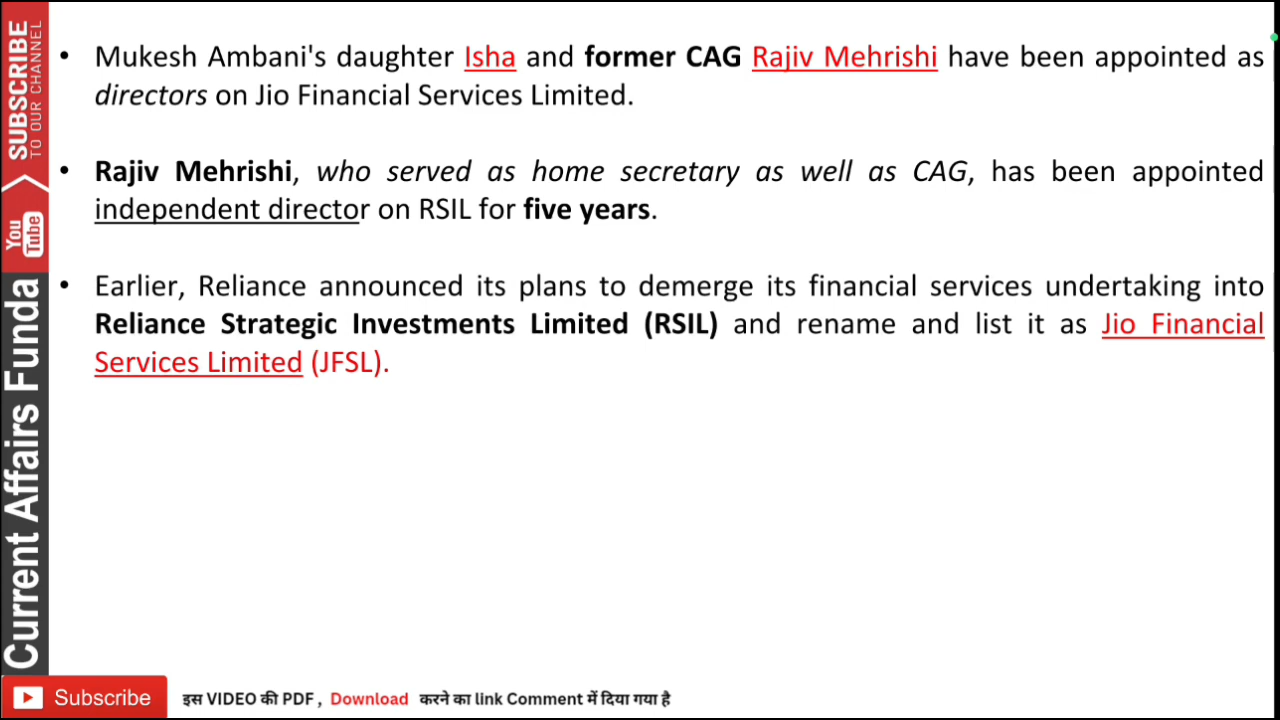 SUBSCRIBE
TO OUR CHANNEL
You
Tube
Current Affairs Funda
• Mukesh Ambani's daughter Isha and former CAG Rajiv Mehrishi have been appointed as
directors on Jio Financial Services Limited.
• Rajiv Mehrishi, who served as home secretary as well as CAG, has been appointed
independent director on RSIL for five years.
• Earlier, Reliance announced its plans to demerge its financial services undertaking into
Reliance Strategic Investments Limited (RSIL) and rename and list it as Jio Financial
Services Limited (JFSL).
Subscribe इस VIDEO की PDF , Download करने का link Comment में दिया गया है